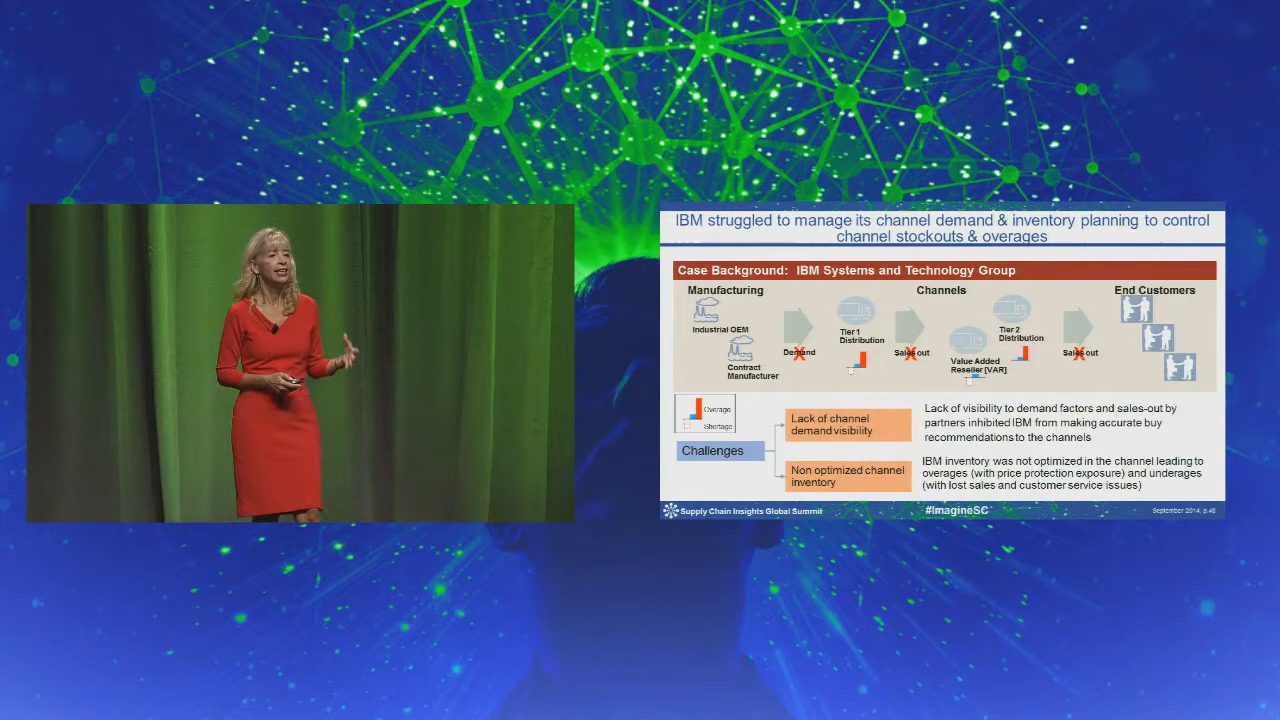 IBM struggled to manage its channel demand & inventory planning to control
channel stockouts & overages
Case Background: IBM Systems and Technology Group
Manufacturing
Channels
End Customers
Industrial OEM
Contract
Manufacturer
Demand
Tier 1
Distribution
Sales out
Value Added
Reseller [VAR]
Tier 2
Distribution
Sales out
Overage
Shortage
Challenges
Lack of channel
demand visibility
Lack of visibility to demand factors and sales-out by
partners inhibited IBM from making accurate buy
recommendations to the channels
Non optimized channel
inventory
IBM inventory was not optimized in the channel leading to
overages (with price protection exposure) and underages
(with lost sales and customer service issues)
Supply Chain Insights Global Summit
#ImagineSC
September 2014, p.48